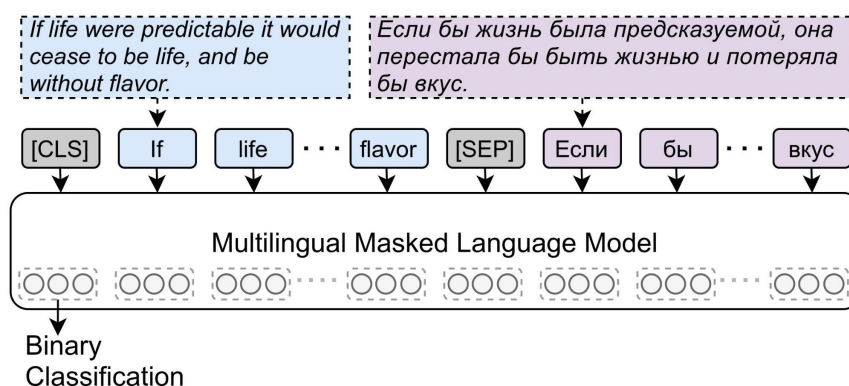 If life were predictable it would
cease to be life, and be
without flavor.
Если бы жизнь была предсказуемой, она
перестала бы быть жизнью и потеряла
бы вкус.
[CLS] If life · · · flavor [SEP] Если бы · · · вкус
Multilingual Masked Language Model
Binary
Classification